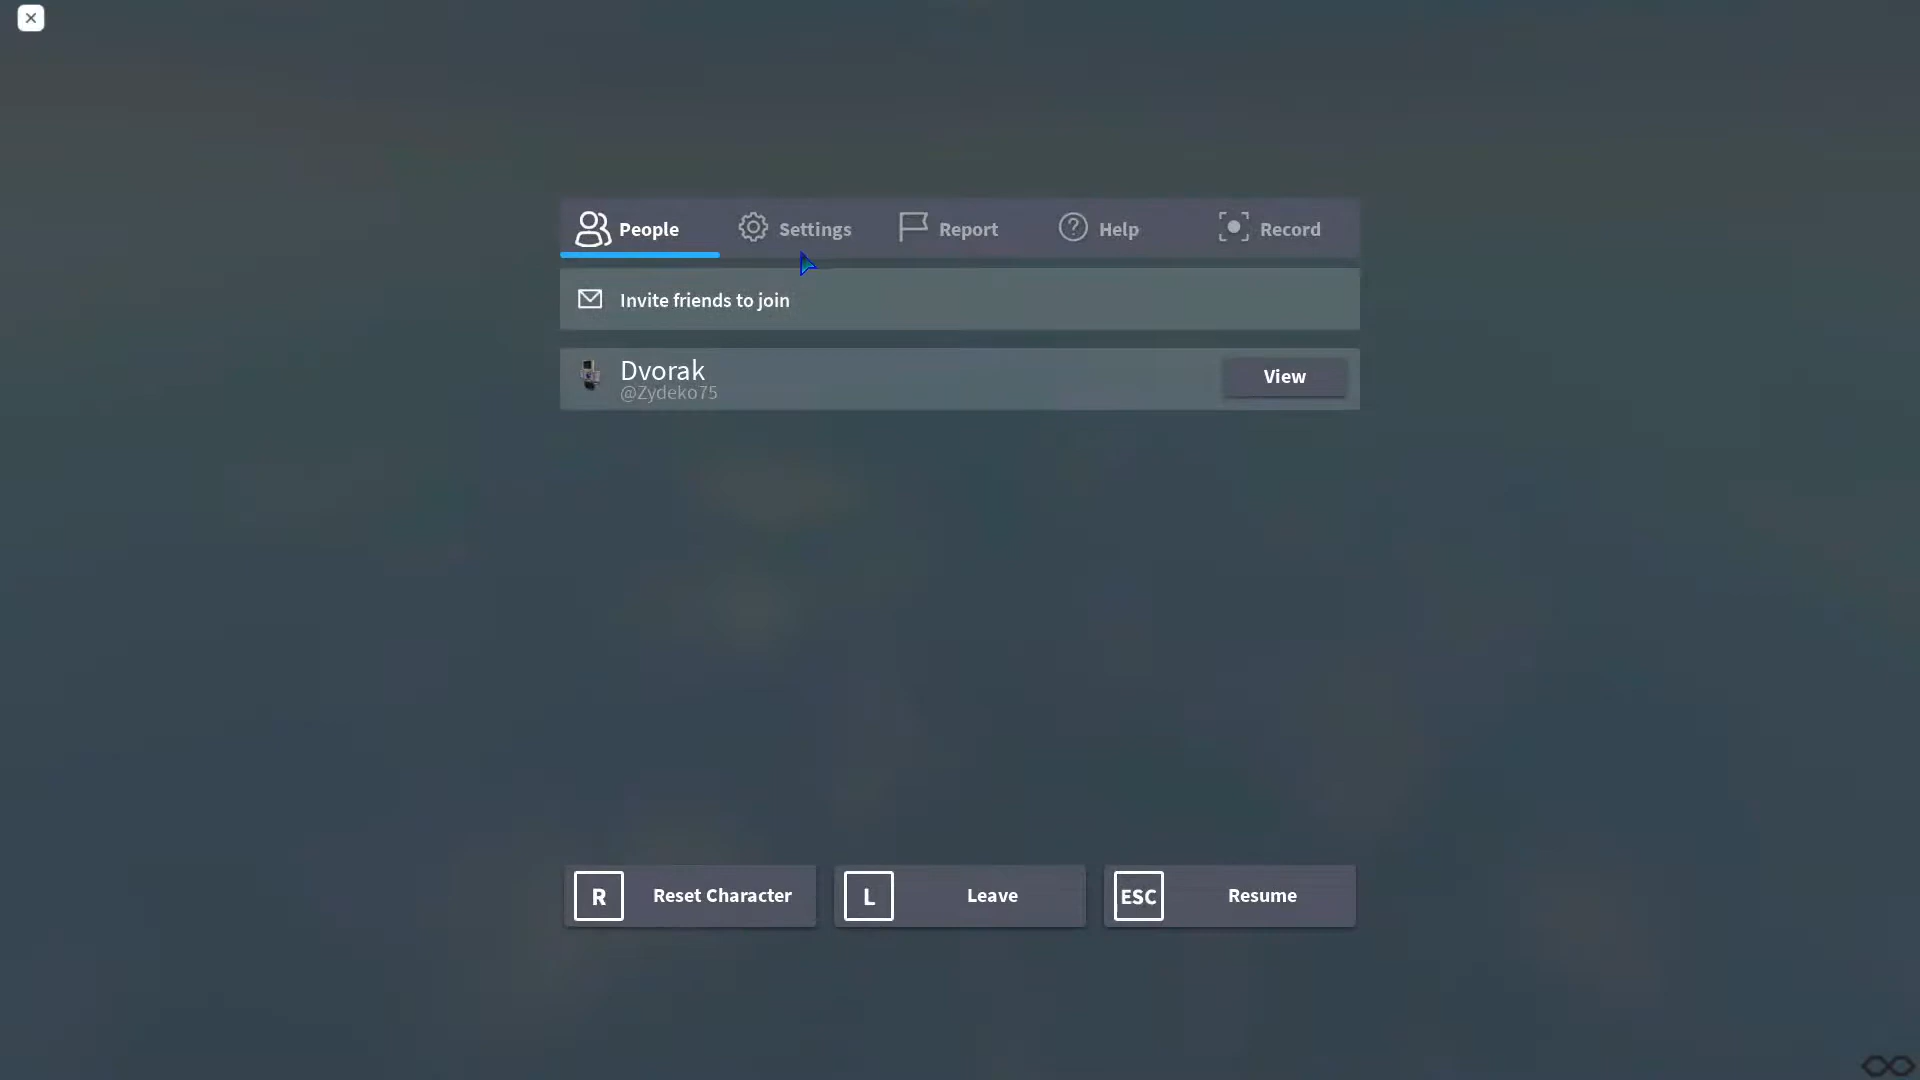 People
Settings
Report
Help
Record
Invite friends to join
Dvorak
@Zydeko75
View
R
Reset Character
L
Leave
ESC
Resume